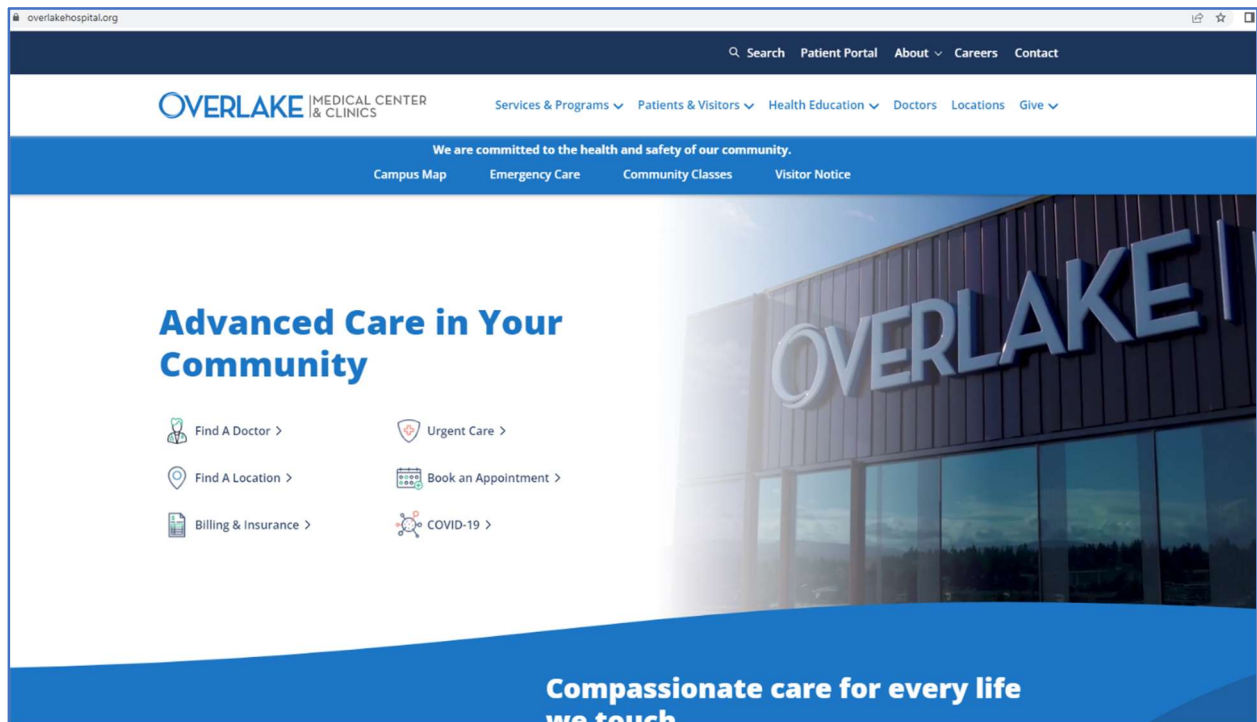 overlakehospital.org
Search Patient Portal About Careers Contact
OVERLAKE MEDICAL CENTER
& CLINICS
Services & Programs Patients & Visitors Health Education Doctors Locations Give
We are committed to the health and safety of our community.
Campus Map Emergency Care Community Classes Visitor Notice
OVERLAKE
Advanced Care in Your
Community
Find A Doctor > Urgent Care >
Find A Location > Book an Appointment >
Billing & Insurance > COVID-19 >
Compassionate care for every life
we touch